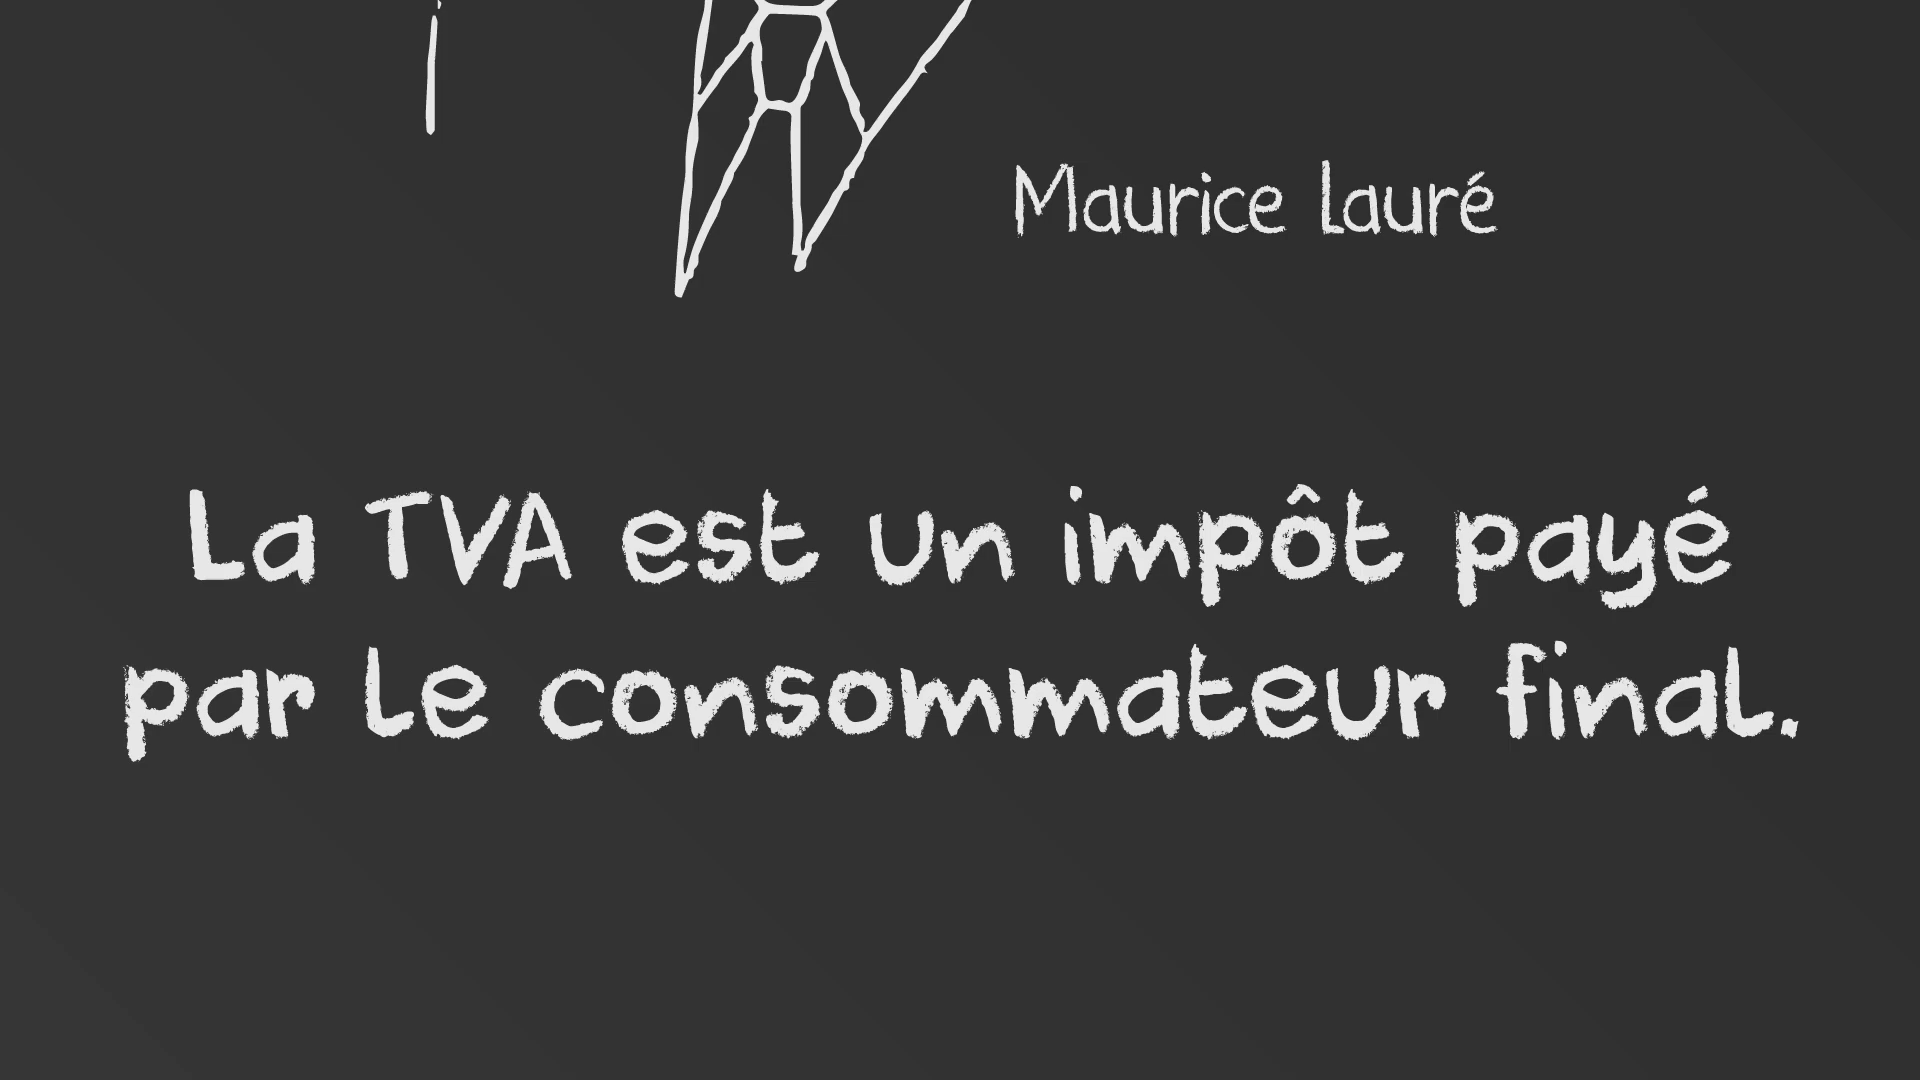 Maurice Lauré
La TVA est un impôt payé
par le consommateur final.